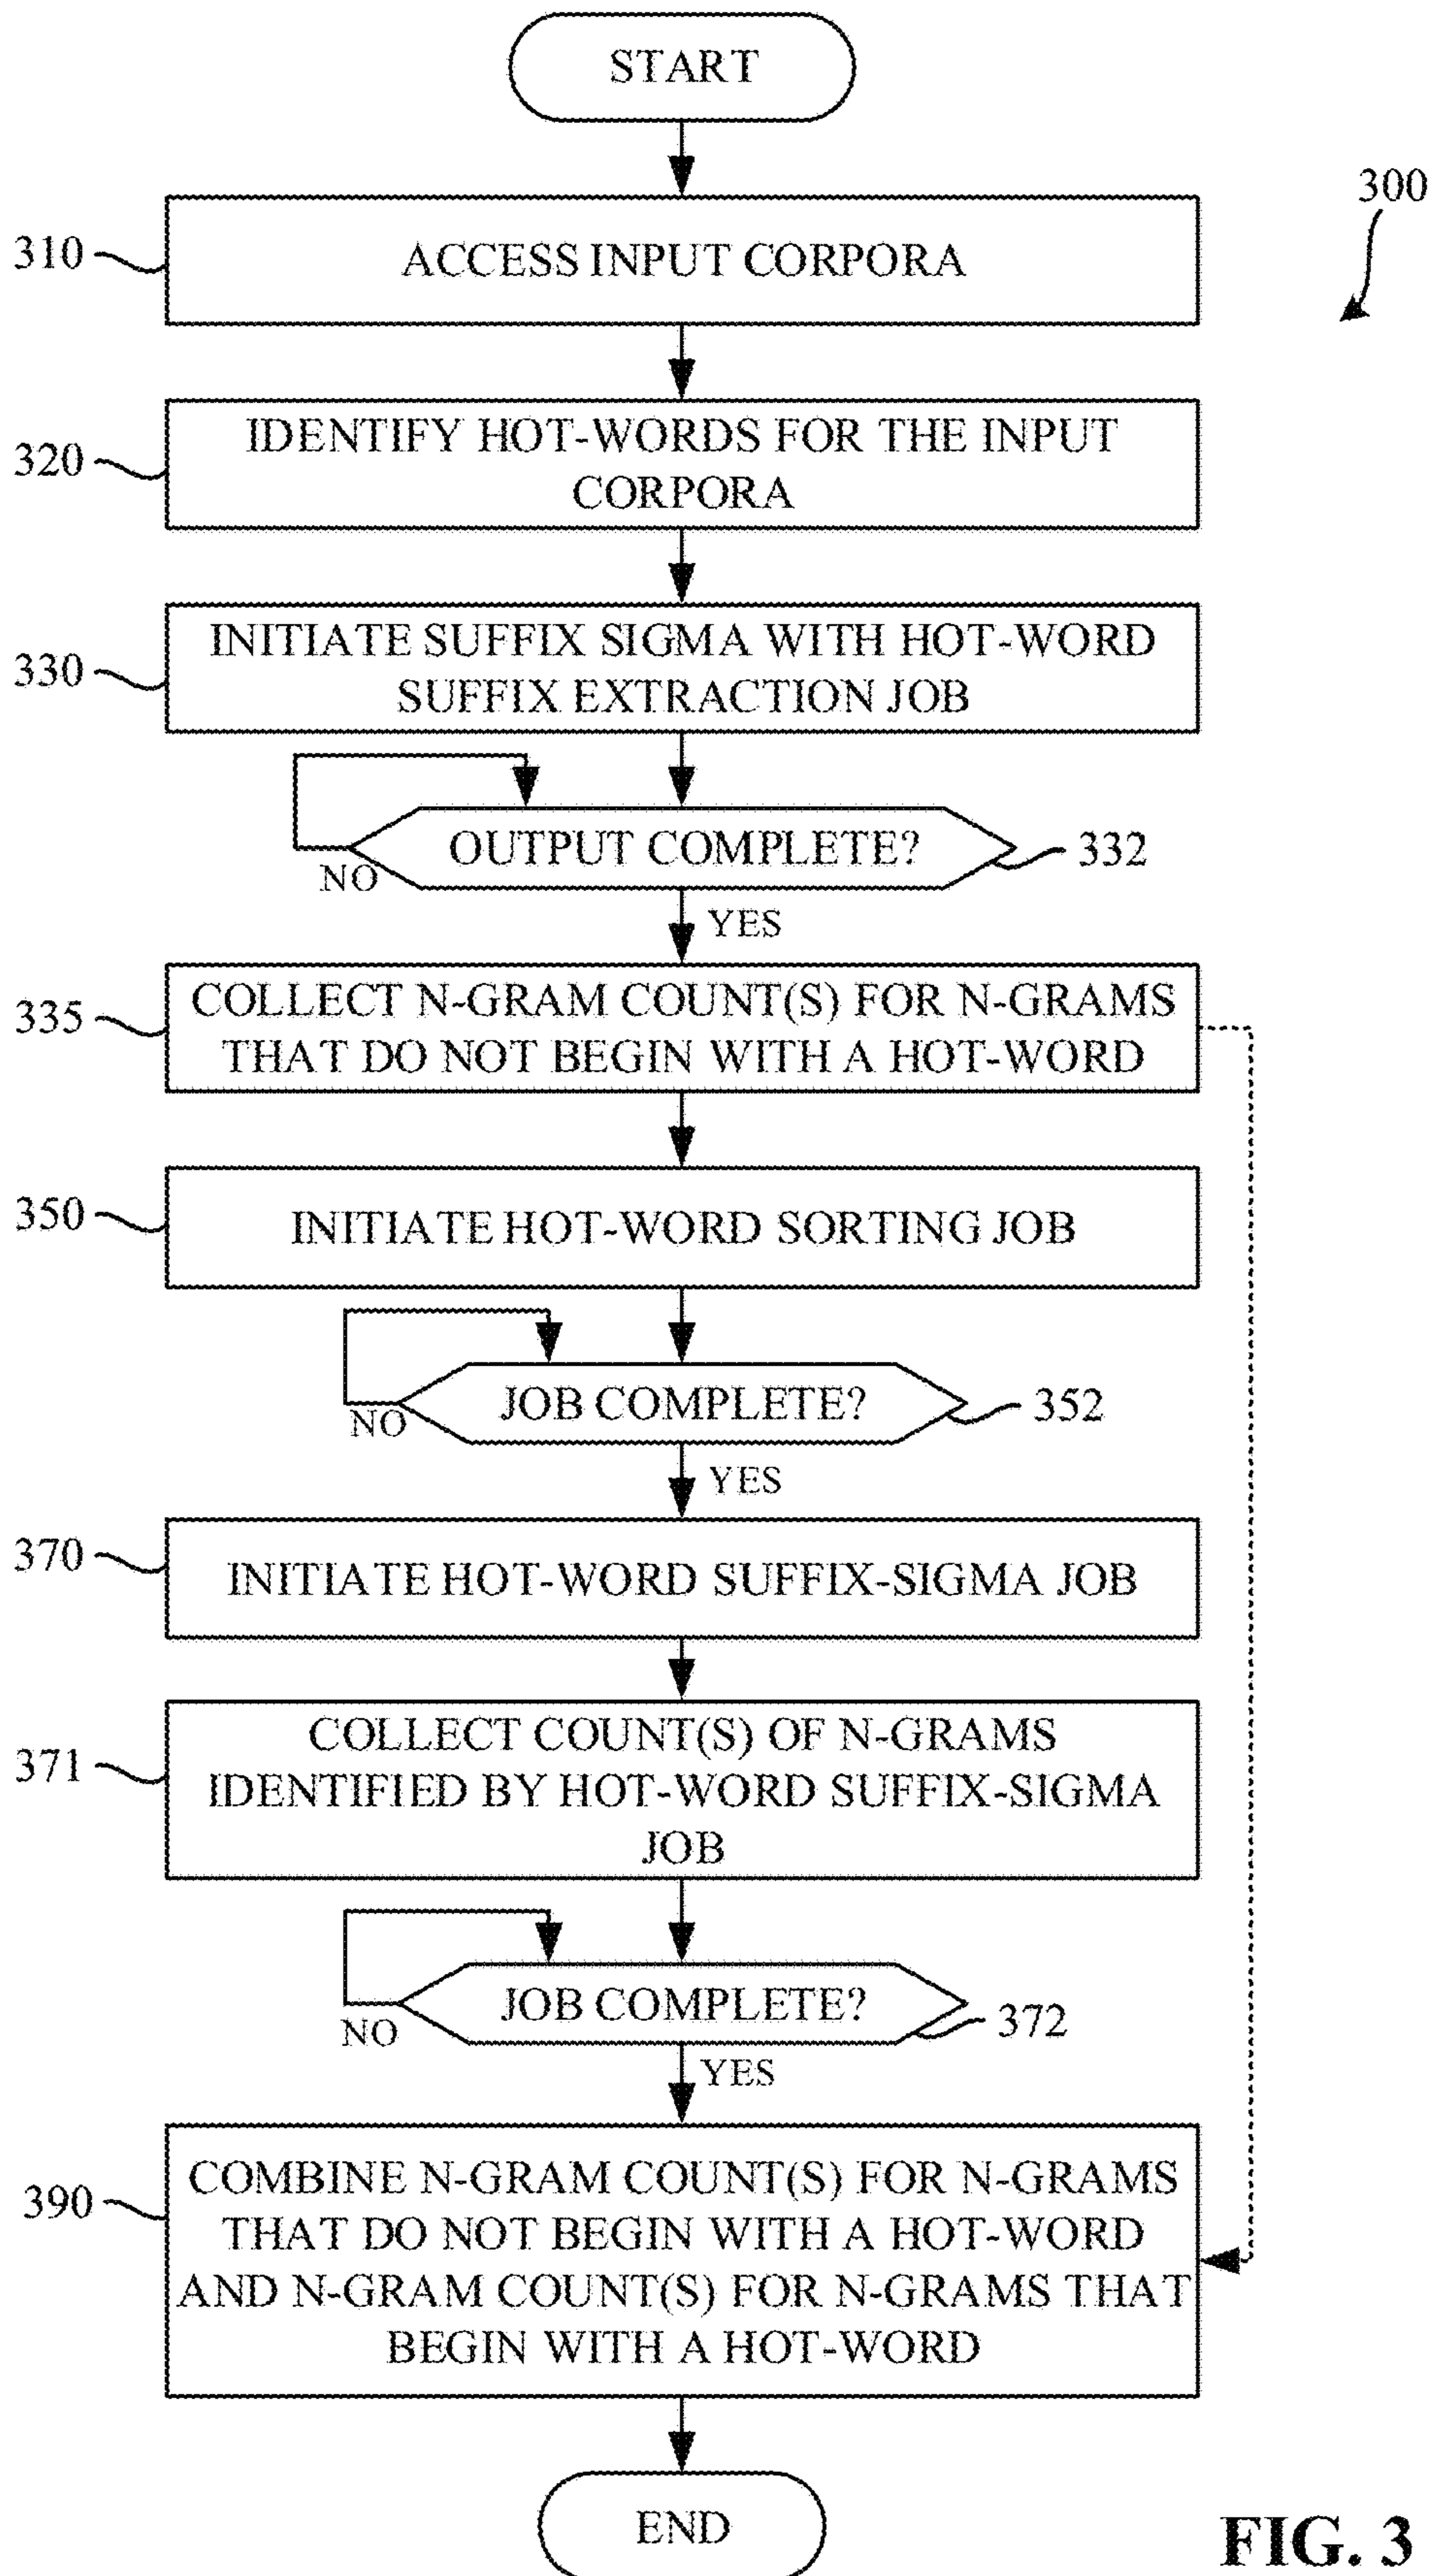 START
300
310
ACCESS INPUT CORPORA
320
IDENTIFY HOT-WORDS FOR THE INPUT
CORPORA
330
INITIATE SUFFIX SIGMA WITH HOT-WORD
SUFFIX EXTRACTION JOB
OUTPUT COMPLETE?
332
NO
YES
335
COLLECT N-GRAM COUNT(S) FOR N-GRAMS
THAT DO NOT BEGIN WITH A HOT-WORD
350
INITIATE HOT-WORD SORTING JOB
JOB COMPLETE?
352
NO
YES
370
INITIATE HOT-WORD SUFFIX-SIGMA JOB
371
COLLECT COUNT(S) OF N-GRAMS
IDENTIFIED BY HOT-WORD SUFFIX-SIGMA
JOB
JOB COMPLETE?
372
NO
YES
390
COMBINE N-GRAM COUNT(S) FOR N-GRAMS
THAT DO NOT BEGIN WITH A HOT-WORD
AND N-GRAM COUNT(S) FOR N-GRAMS THAT
BEGIN WITH A HOT-WORD
END
FIG. 3